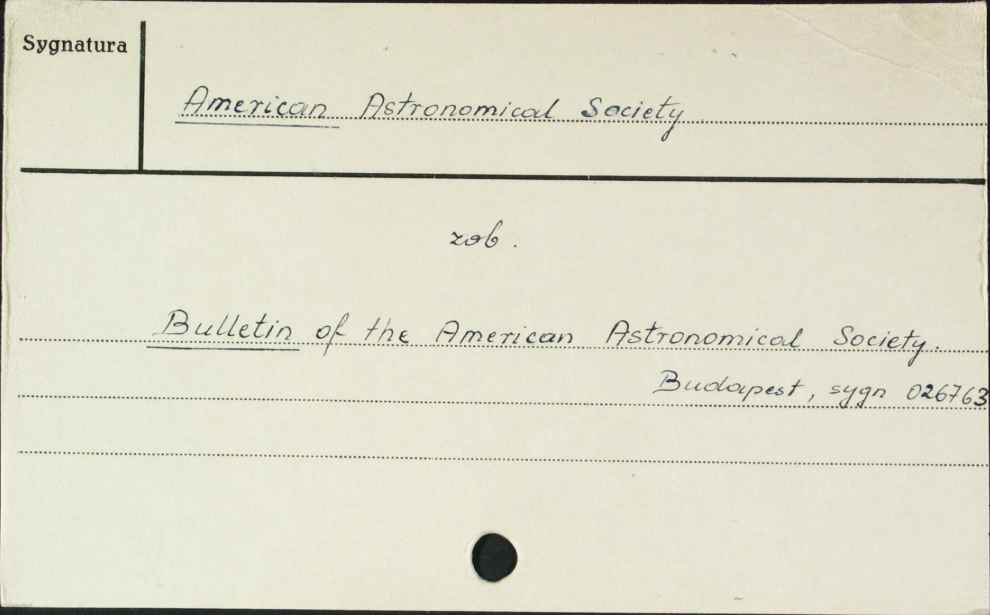 Sygnatura
American Astronomical Society
zob.
Bulletin of the American Astronomical Society.
Budapest, sygn 026763